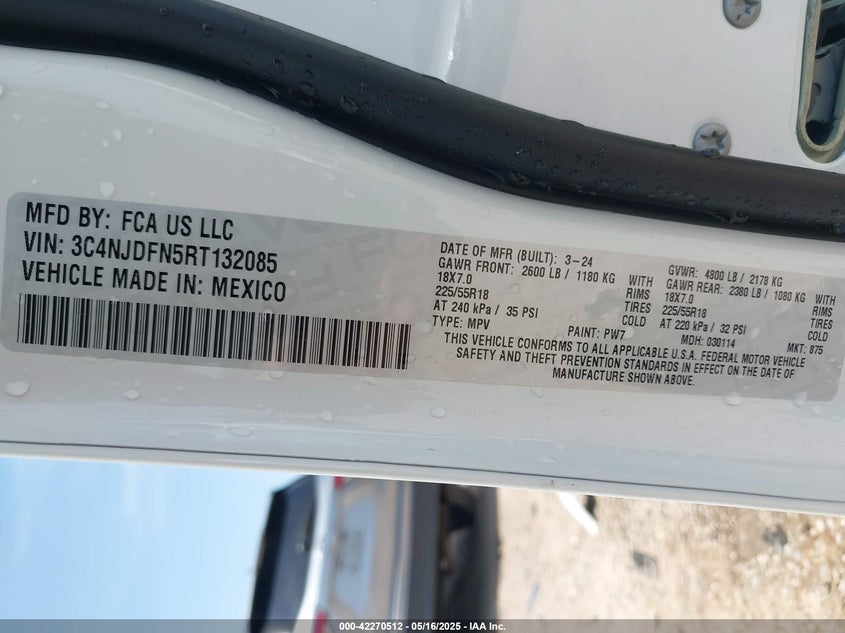 MFD BY: FCA US LLC
VIN: 3C4NJDFN5RT132085
VEHICLE MADE IN: MEXICO
DATE OF MFR (BUILT): 3-24
GAWR FRONT: 2600 LB / 1180 KG WITH
18X7.0 RIMS
225/55R18 TIRES
AT 240 kPa / 35 PSI COLD
TYPE: MPV
PAINT: PW7
GVWR: 4800 LB / 2178 KG
GAWR REAR: 2380 LB / 1080 KG WITH
18X7.0 RIMS
225/55R18 TIRES
AT 220 kPa / 32 PSI COLD
MDH: 030114
MKT: 875
THIS VEHICLE CONFORMS TO ALL APPLICABLE U.S.A. FEDERAL MOTOR VEHICLE
SAFETY AND THEFT PREVENTION STANDARDS IN EFFECT ON THE DATE OF
MANUFACTURE SHOWN ABOVE.
000-42270512 - 05/16/2025 - IAA Inc.